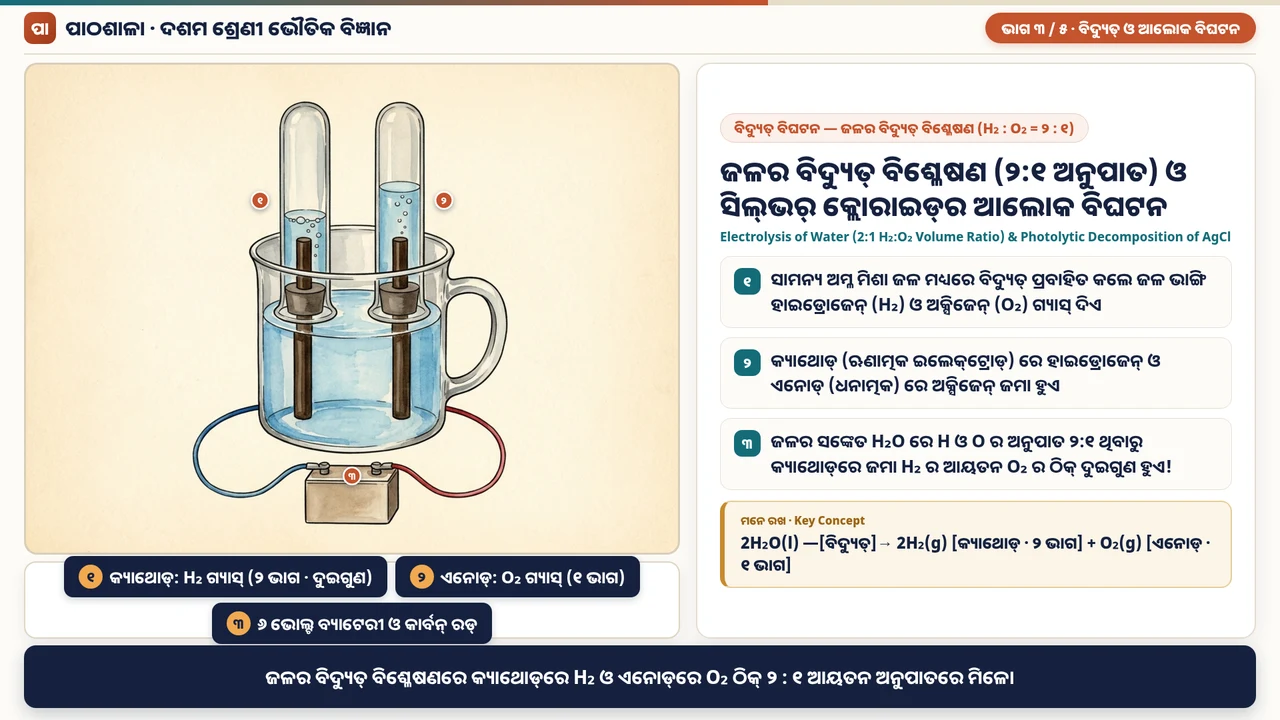 ପା ପାଠଶାଳା · ଦଶମ ଶ୍ରେଣୀ ଭୌତିକ ବିଜ୍ଞାନ
ଭାଗ ୩ / ୫ · ବିଦ୍ୟୁତ୍ ଓ ଆଲୋକ ବିଘଟନ
୧
୨
୩
୧ କ୍ୟାଥୋଡ୍: H₂ ଗ୍ୟାସ୍ (୨ ଭାଗ · ଦୁଇଗୁଣ)
୨ ଏନୋଡ୍: O₂ ଗ୍ୟାସ୍ (୧ ଭାଗ)
୩ ୬ ଭୋଲ୍ଟ ବ୍ୟାଟେରୀ ଓ କାର୍ବନ୍ ରଡ୍
ବିଦ୍ୟୁତ୍ ବିଘଟନ — ଜଳର ବିଦ୍ୟୁତ୍ ବିଶ୍ଳେଷଣ (H₂ : O₂ = ୨ : ୧)
ଜଳର ବିଦ୍ୟୁତ୍ ବିଶ୍ଳେଷଣ (୨:୧ ଅନୁପାତ) ଓ
ସିଲ୍‌ଭର୍ କ୍ଲୋରାଇଡ୍‌ର ଆଲୋକ ବିଘଟନ
Electrolysis of Water (2:1 H₂:O₂ Volume Ratio) & Photolytic Decomposition of AgCl
୧ ସାମନ୍ୟ ଅମ୍ଳ ମିଶା ଜଳ ମଧ୍ୟରେ ବିଦ୍ୟୁତ୍ ପ୍ରବାହିତ କଲେ ଜଳ ଭାଙ୍ଗି
ହାଇଡ୍ରୋଜେନ୍ (H₂) ଓ ଅକ୍ସିଜେନ୍ (O₂) ଗ୍ୟାସ୍ ଦିଏ
୨ କ୍ୟାଥୋଡ୍ (ଋଣାତ୍ମକ ଇଲେକ୍‌ଟ୍ରୋଡ୍) ରେ ହାଇଡ୍ରୋଜେନ୍ ଓ
ଏନୋଡ୍ (ଧନାତ୍ମକ) ରେ ଅକ୍ସିଜେନ୍ ଜମା ହୁଏ
୩ ଜଳର ସଙ୍କେତ H₂O ରେ H ଓ O ର ଅନୁପାତ ୨:୧ ଥିବାରୁ
କ୍ୟାଥୋଡ୍‌ରେ ଜମା H₂ ର ଆୟତନ O₂ ର ଠିକ୍ ଦୁଇଗୁଣ ହୁଏ!
ମନେ ରଖ · Key Concept
2H₂O(l) —[ବିଦ୍ୟୁତ୍]→ 2H₂(g) [କ୍ୟାଥୋଡ୍ · ୨ ଭାଗ] + O₂(g) [ଏନୋଡ୍ ·
୧ ଭାଗ]
ଜଳର ବିଦ୍ୟୁତ୍ ବିଶ୍ଳେଷଣରେ କ୍ୟାଥୋଡ୍‌ରେ H₂ ଓ ଏନୋଡ୍‌ରେ O₂ ଠିକ୍ ୨ : ୧ ଆୟତନ ଅନୁପାତରେ ମିଳେ।